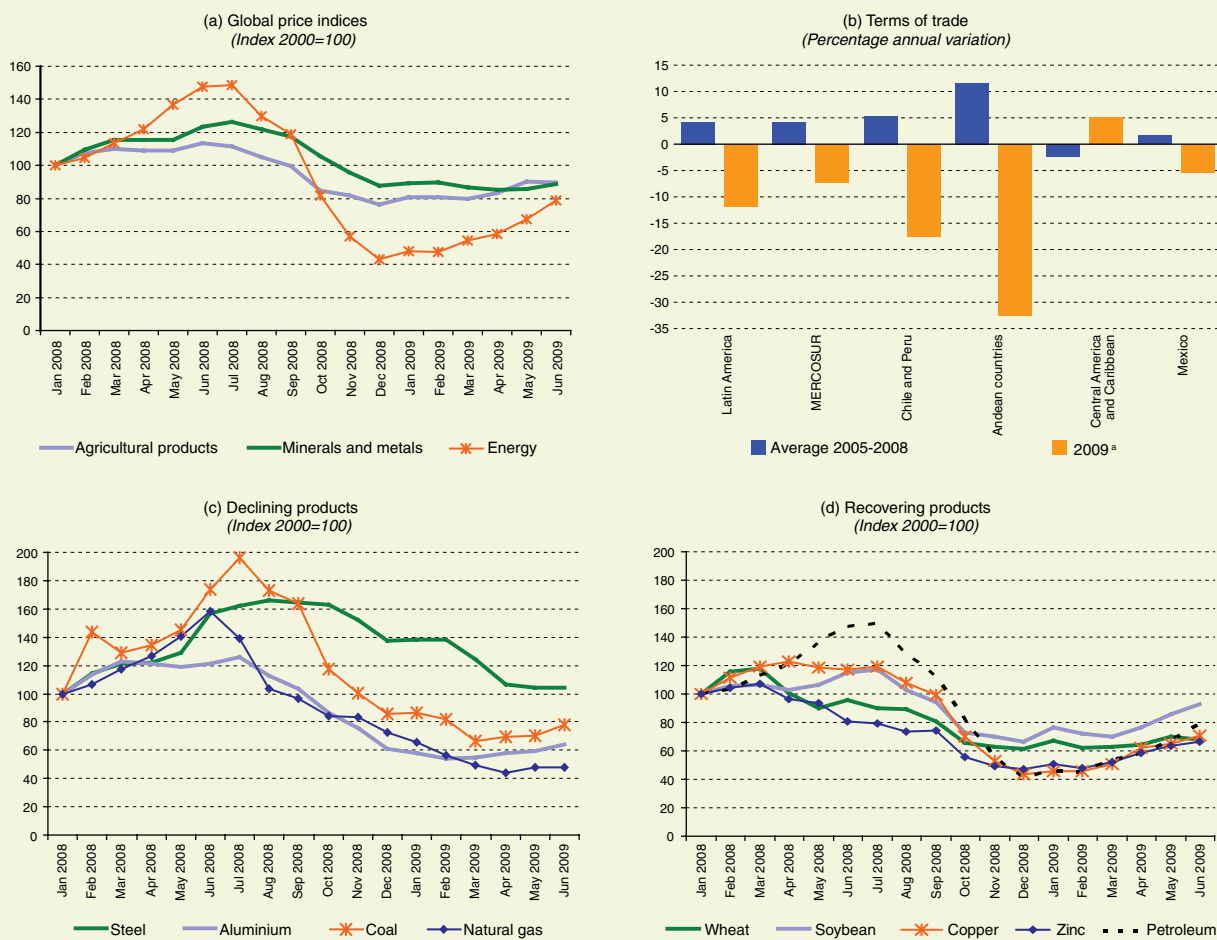 (a) Global price indices
(Index 2000=100)
160
140
120
100
80
60
40
20
0
Jan 2008
Feb 2008
Mar 2008
Apr 2008
May 2008
Jun 2008
Jul 2008
Aug 2008
Sep 2008
Oct 2008
Nov 2008
Dec 2008
Jan 2009
Feb 2009
Mar 2009
Apr 2009
May 2009
Jun 2009
Agricultural products
Minerals and metals
Energy
(b) Terms of trade
(Percentage annual variation)
15
10
5
0
-5
-10
-15
-20
-25
-30
-35
Latin America
MERCOSUR
Chile and Peru
Andean countries
Central America
and Caribbean
Mexico
Average 2005-2008
2009 a
(c) Declining products
(Index 2000=100)
200
180
160
140
120
100
80
60
40
20
0
Jan 2008
Feb 2008
Mar 2008
Apr 2008
May 2008
Jun 2008
Jul 2008
Aug 2008
Sep 2008
Oct 2008
Nov 2008
Dec 2008
Jan 2009
Feb 2009
Mar 2009
Apr 2009
May 2009
Jun 2009
Steel
Aluminium
Coal
Natural gas
(d) Recovering products
(Index 2000=100)
200
180
160
140
120
100
80
60
40
20
0
Jan 2008
Feb 2008
Mar 2008
Apr 2008
May 2008
Jun 2008
Jul 2008
Aug 2008
Sep 2008
Oct 2008
Nov 2008
Dec 2008
Jan 2009
Feb 2009
Mar 2009
Apr 2009
May 2009
Jun 2009
Wheat
Soybean
Copper
Zinc
Petroleum